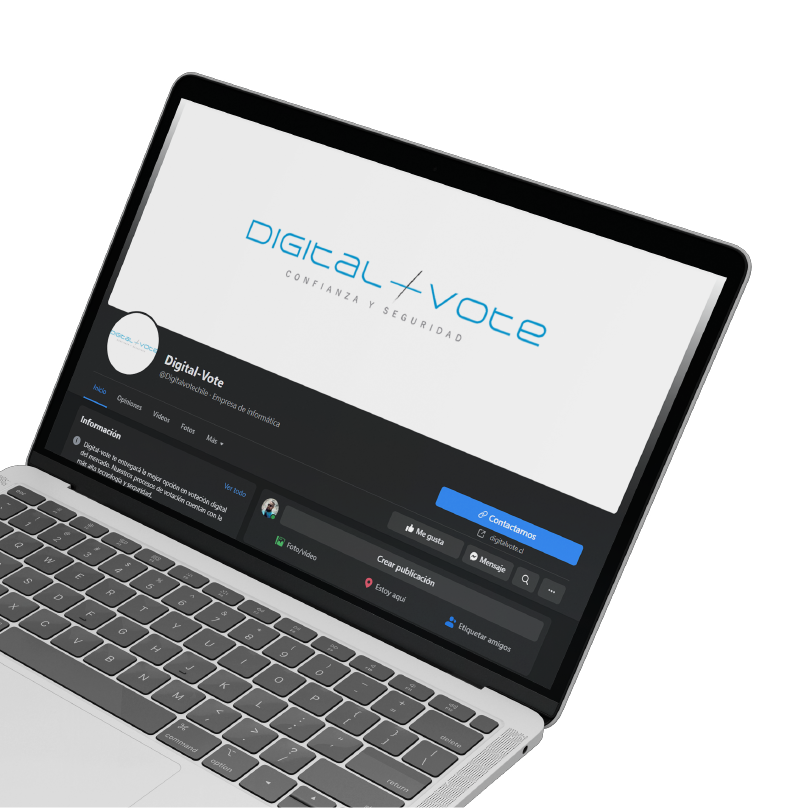 DIGItaL+vote
CONFIANZA Y SEGURIDAD
Digital-Vote
@Digitalvotechile · Empresa de informática
Inicio
Opiniones
Videos
Fotos
Más
Contactarnos
digitalvote.cl
Me gusta
Mensaje
Información
Digital-vote te entregará la mejor opción en votación digital
del mercado. Nuestros procesos de votación cuentan con la
más alta tecnología y seguridad.
Ver todo
Crear publicación
Foto/video
Estoy aquí
Etiquetar amigos
Q W E R T Y U I O P
S D F G H J K L
X C V B N M
delete
return
command
option